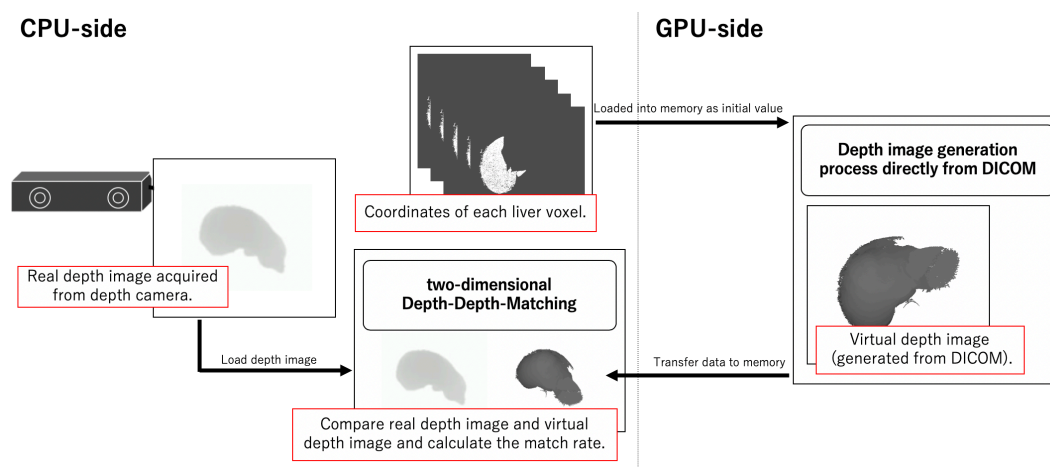 CPU-side
GPU-side
Loaded into memory as initial value
Depth image generation
process directly from DICOM
Coordinates of each liver voxel.
Real depth image acquired
from depth camera.
two-dimensional
Depth-Depth-Matching
Virtual depth image
(generated from DICOM).
Load depth image
Transfer data to memory
Compare real depth image and virtual
depth image and calculate the match rate.